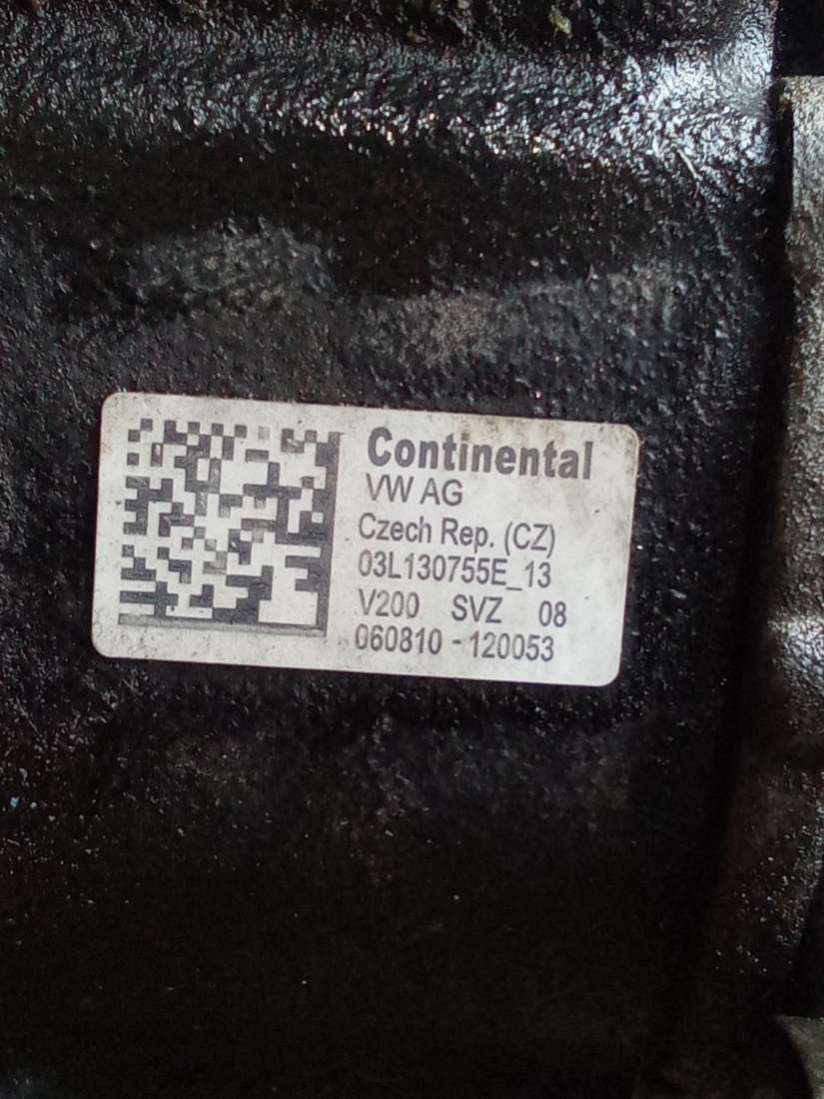 Continental
VW AG
Czech Rep. (CZ)
03L130755E_13
V200 SVZ 08
060810 - 120053